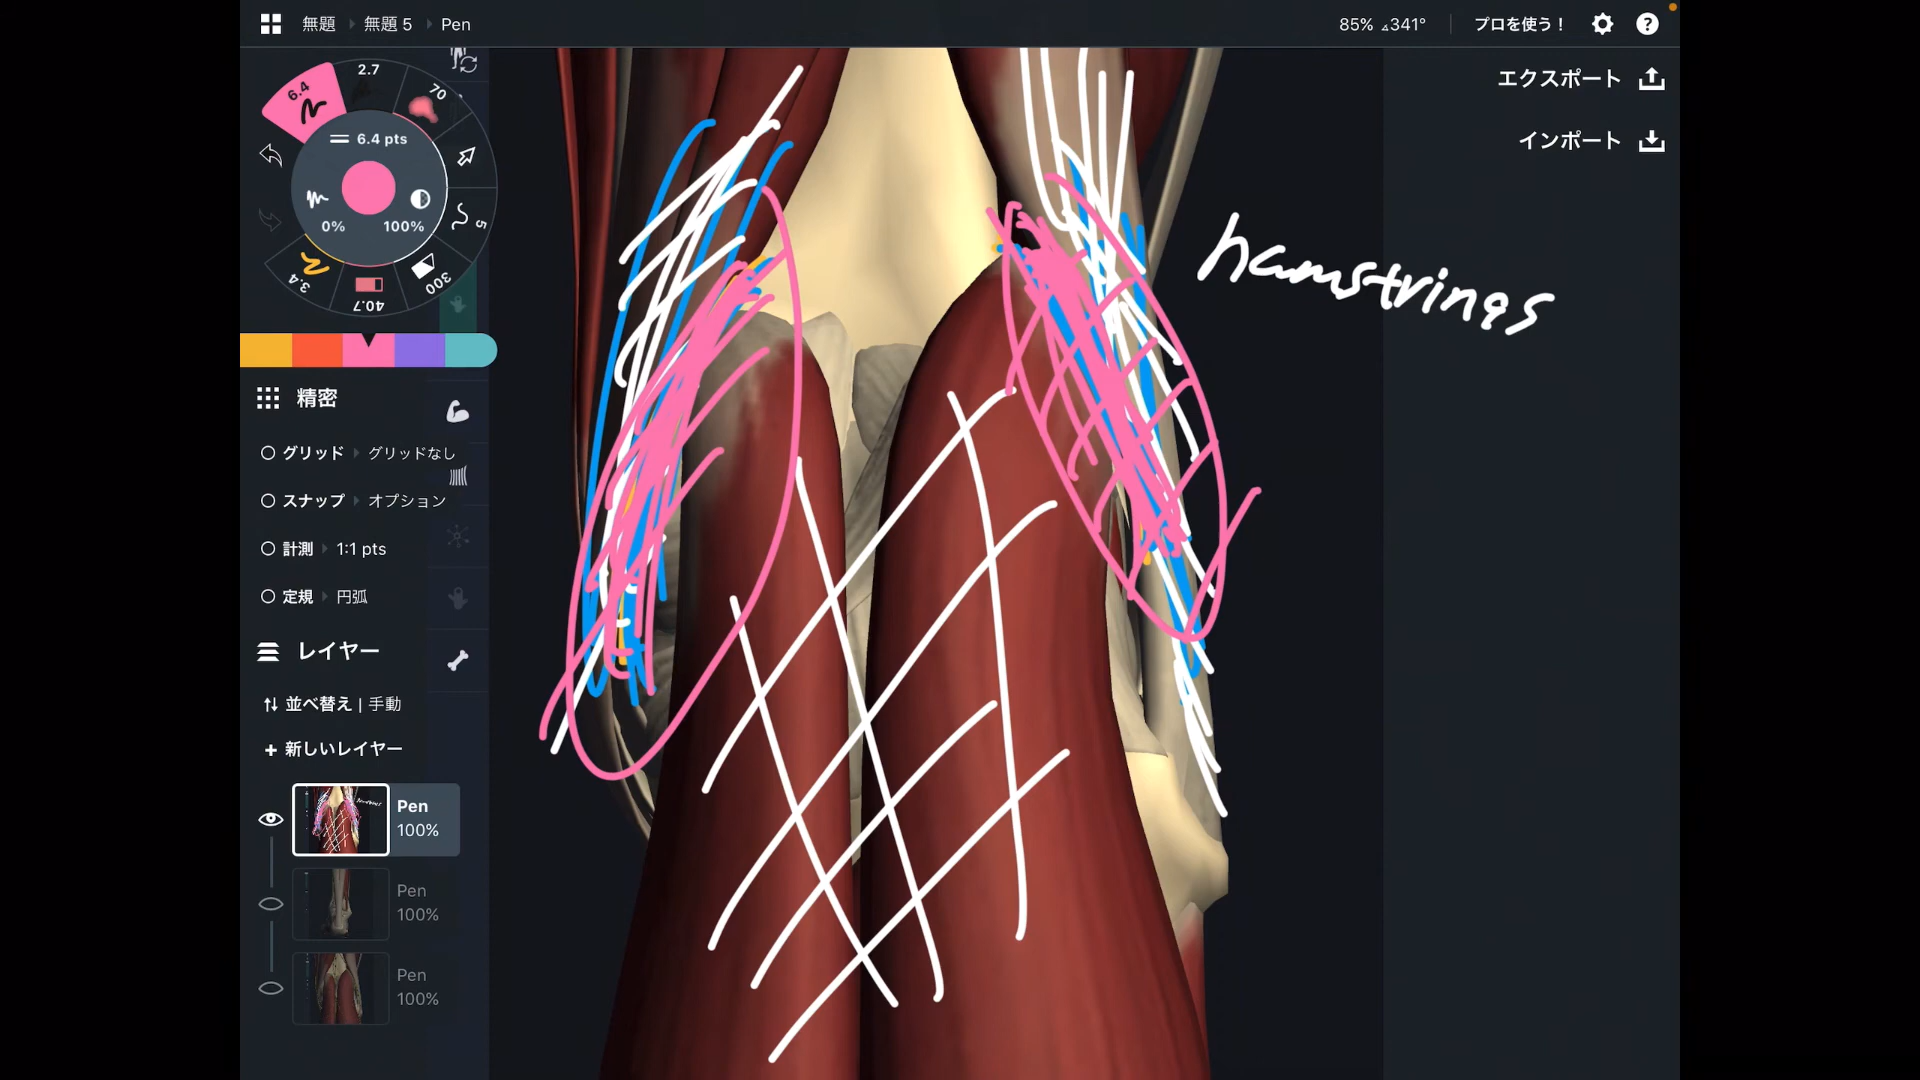 無題 無題 5 Pen
85% ⊿341°
プロを使う！
エクスポート
インポート
2.7
6.4
70
6.4 pts
0% 100%
5
3.4
40.7
300
hamstrings
精密
グリッド グリッドなし
スナップ オプション
計測 1:1 pts
定規 円弧
レイヤー
並べ替え | 手動
新しいレイヤー
Pen
100%
Pen
100%
Pen
100%